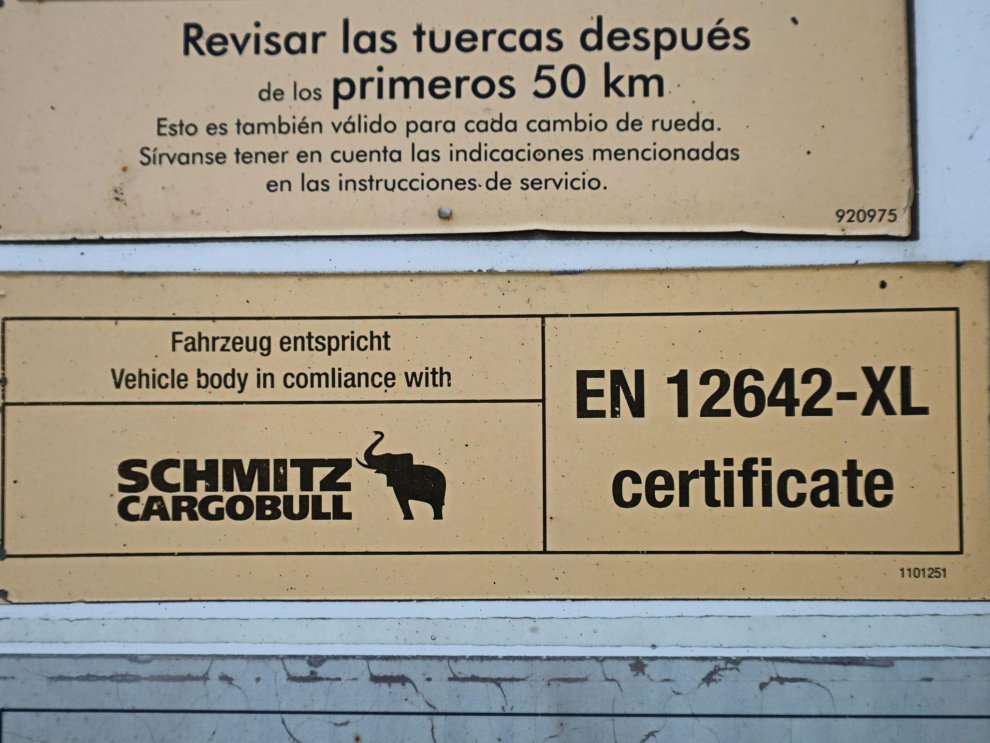 Revisar las tuercas después
de los primeros 50 km
Esto es también válido para cada cambio de rueda.
Sírvanse tener en cuenta las indicaciones mencionadas
en las instrucciones de servicio.
920975
Fahrzeug entspricht
Vehicle body in comliance with
SCHMITZ
CARGOBULL
EN 12642-XL
certificate
1101251